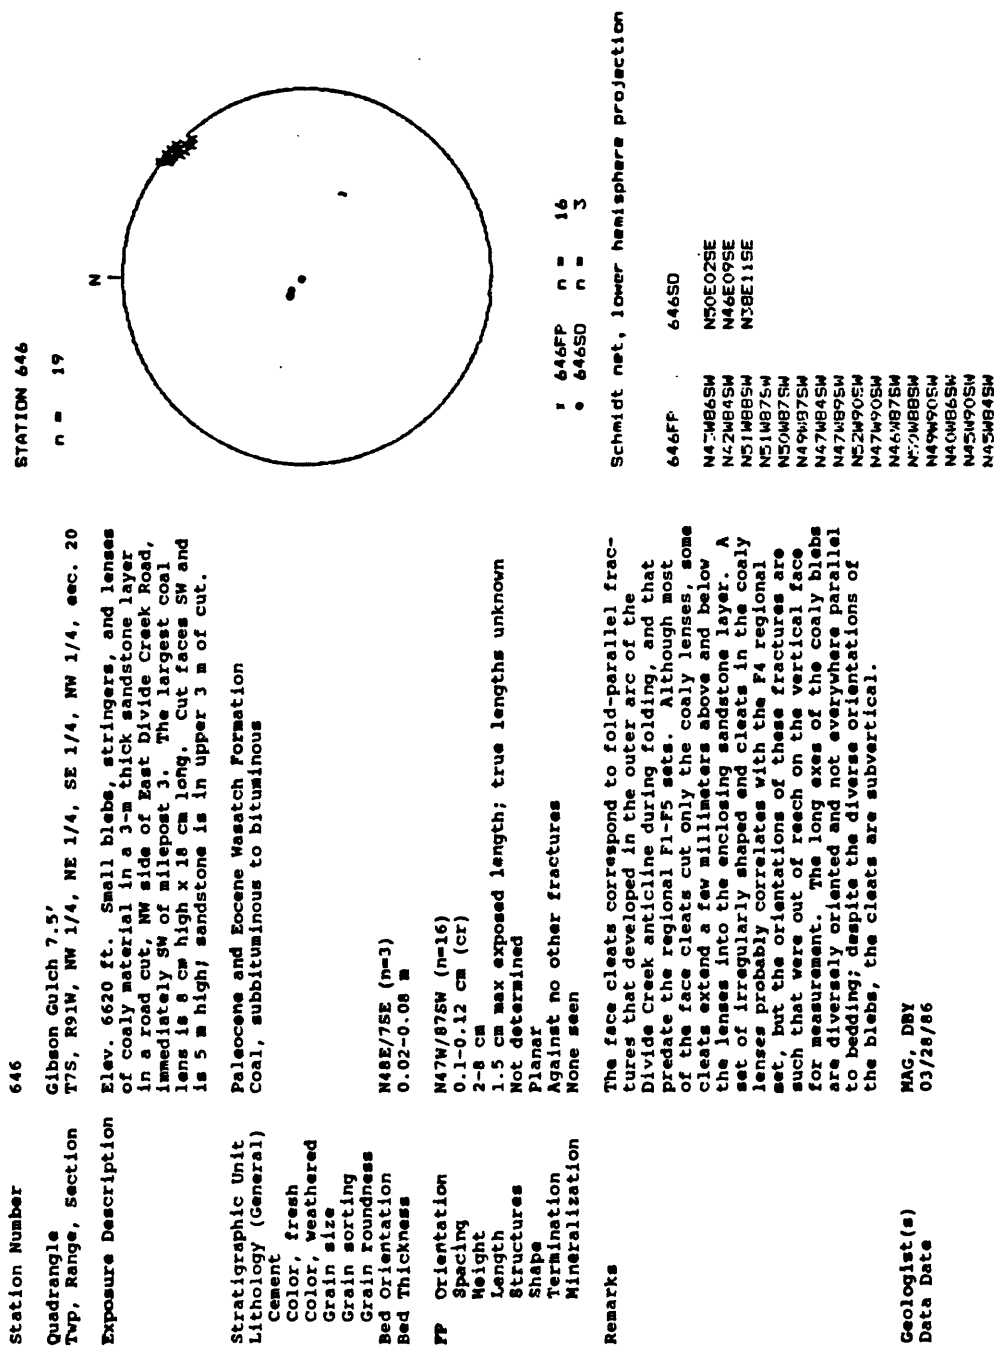 Station Number 646
Quadrangle Gibson Gulch 7.5'
Twp, Range, Section T7S, R91W, NW 1/4, NW 1/4, NE 1/4, SE 1/4, NW 1/4, sec. 20
Exposure Description Elev. 6620 ft. Small blebs, stringers, and lenses
of coaly material in a 3-m thick sandstone layer
in a road cut, NW side of East Divide Creek Road,
immediately SW of milepost 3. The largest coal
lens is 8 cm high x 18 cm long. Cut faces SW and
is 5 m high; sandstone is in upper 3 m of cut.
Stratigraphic Unit Paleocene and Eocene Wasatch Formation
Lithology (General) Coal, subbituminous to bituminous
Cement
Color, fresh
Color, weathered
Grain size
Grain sorting
Grain roundness
Bed orientation N48E/7SE (n=3)
Bed Thickness 0.02-0.08 m
FP Orientation N47W/87SW (n=16)
Spacing 0.1-0.12 cm (cr)
Height 2-8 cm
Length 1.5 cm max exposed length; true lengths unknown
Structures Not determined
Shape Planar
Termination Against no other fractures
Mineralization None seen
Remarks The face cleats correspond to fold-parallel frac-
tures that developed in the outer arc of the
Divide Creek anticline during folding, and that
predate the regional F1-F5 sets. Although most
of the face cleats cut only the coaly lenses, some
cleats extend a few millimeters above and below
the lenses into the enclosing sandstone layer. A
set of irregularly shaped end cleats in the coaly
lenses probably correlates with the F4 regional
set, but the orientations of these fractures are
such that were out of reach on the vertical face
for measurement. The long axes of the coaly blebs
are diversely oriented and not everywhere parallel
to bedding; despite the diverse orientations of
the blebs, the cleats are subvertical.
Geologist(s) MAG, DBY
Data Date 03/28/86
STATION 646
n = 19
N
646FP n = 16
646SD n = 3
Schmidt net, lower hemisphere projection
646FP 646SD
N50E02SE
N42W84SW N46E09SE
N51W88SW N38E11SE
N51W87SW
N50W87SW
N49W87SW
N47W84SW
N47W89SW
N52W90SW
N47W90SW
N46W87SW
N49W90SW
N40W86SW
N45W90SW
N45W84SW